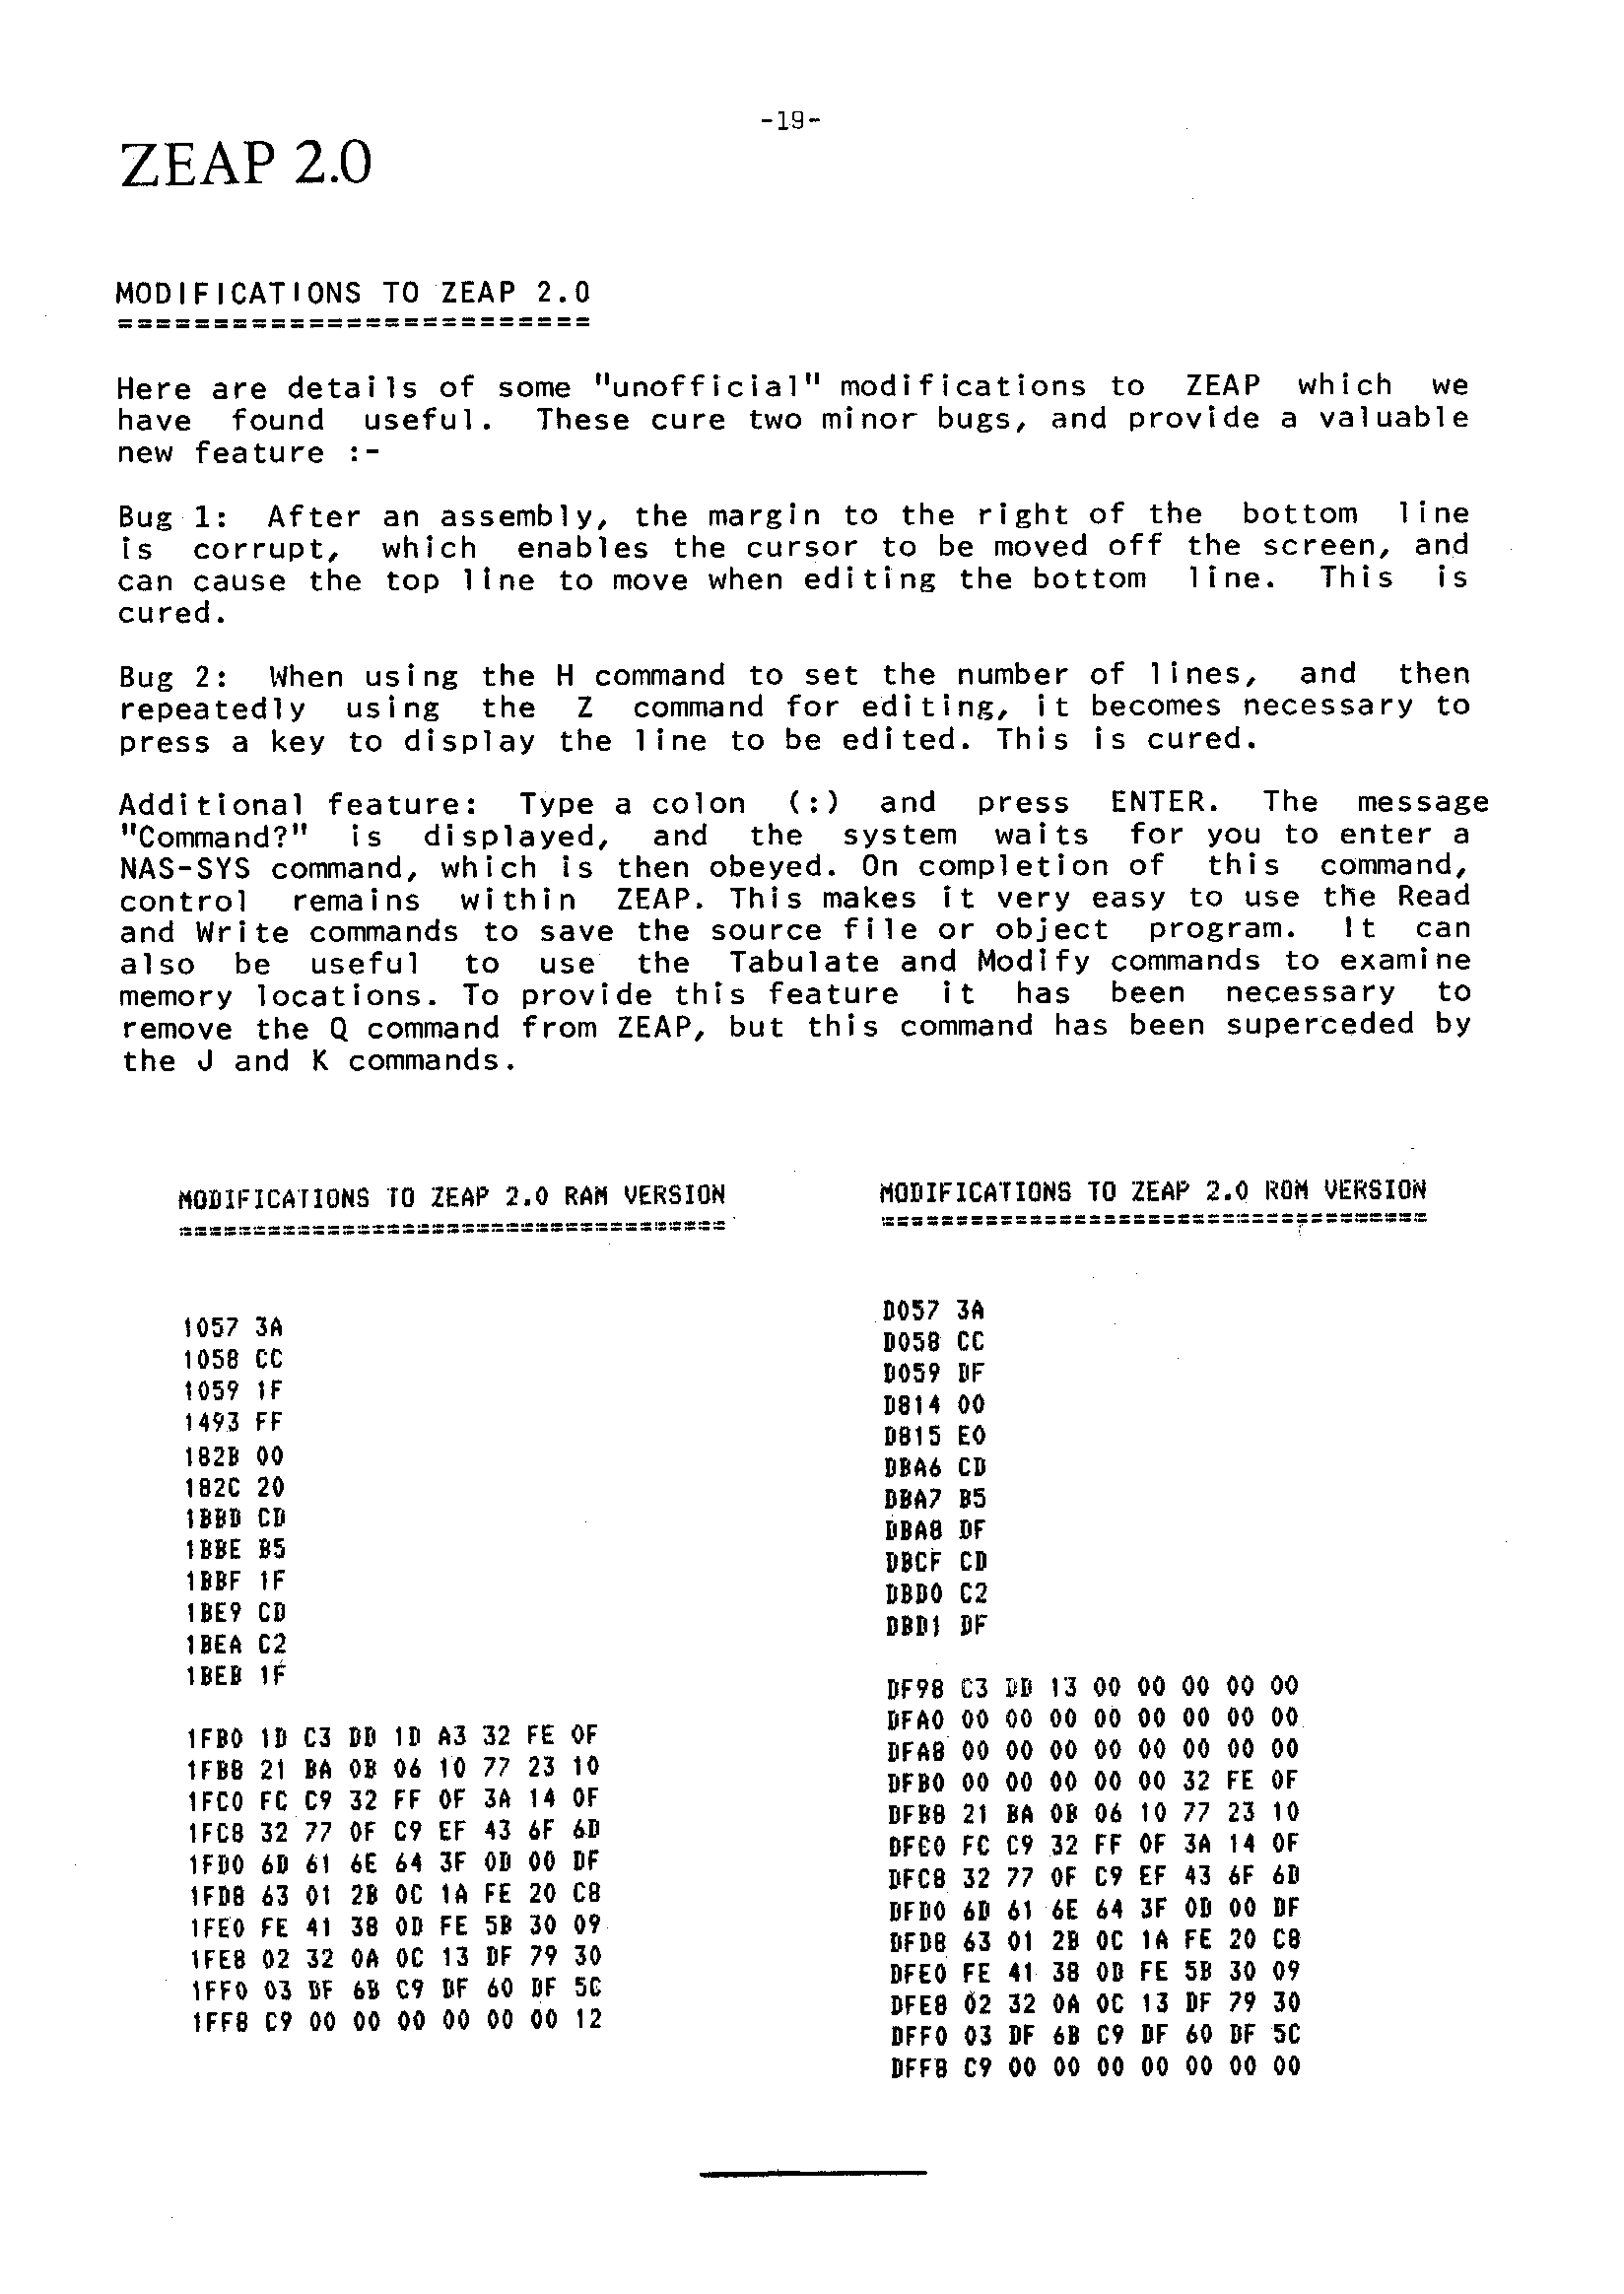 -19-
ZEAP 2.0
MODIFICATIONS TO ZEAP 2.0
=========================
Here are details of some "unofficial" modifications to ZEAP which we
have found useful. These cure two minor bugs, and provide a valuable
new feature :-
Bug 1: After an assembly, the margin to the right of the bottom line
is corrupt, which enables the cursor to be moved off the screen, and
can cause the top line to move when editing the bottom line. This is
cured.
Bug 2: When using the H command to set the number of lines, and then
repeatedly using the Z command for editing, it becomes necessary to
press a key to display the line to be edited. This is cured.
Additional feature: Type a colon (:) and press ENTER. The message
"Command?" is displayed, and the system waits for you to enter a
NAS-SYS command, which is then obeyed. On completion of this command,
control remains within ZEAP. This makes it very easy to use the Read
and Write commands to save the source file or object program. It can
also be useful to use the Tabulate and Modify commands to examine
memory locations. To provide this feature it has been necessary to
remove the Q command from ZEAP, but this command has been superceded by
the J and K commands.
MODIFICATIONS TO ZEAP 2.0 RAM VERSION
=====================================
1057 3A
1058 CC
1059 1F
1493 FF
182B 00
182C 20
1BBD CD
1BBE B5
1BBF 1F
1BE9 CD
1BEA C2
1BEB 1F
1FB0 1D C3 DD 1D A3 32 FE 0F
1FB8 21 BA 0B 06 10 77 23 10
1FC0 FC C9 32 FF 0F 3A 14 0F
1FC8 32 77 0F C9 EF 43 6F 6D
1FD0 6D 61 6E 64 3F 0D 00 DF
1FD8 63 01 2B 0C 1A FE 20 C8
1FE0 FE 41 38 0D FE 5B 30 09
1FE8 02 32 0A 0C 13 DF 79 30
1FF0 03 DF 6B C9 DF 60 DF 5C
1FF8 C9 00 00 00 00 00 00 12
MODIFICATIONS TO ZEAP 2.0 ROM VERSION
=====================================
D057 3A
D058 CC
D059 DF
D814 00
D815 E0
DBA6 CD
DBA7 B5
DBA8 DF
DBCF CD
DBD0 C2
DBD1 DF
DF98 C3 DD 13 00 00 00 00 00
DFA0 00 00 00 00 00 00 00 00
DFA8 00 00 00 00 00 00 00 00
DFB0 00 00 00 00 00 32 FE 0F
DFB8 21 BA 0B 06 10 77 23 10
DFC0 FC C9 32 FF 0F 3A 14 0F
DFC8 32 77 0F C9 EF 43 6F 6D
DFD0 6D 61 6E 64 3F 0D 00 DF
DFD8 63 01 2B 0C 1A FE 20 C8
DFE0 FE 41 38 0D FE 5B 30 09
DFE8 02 32 0A 0C 13 DF 79 30
DFF0 03 DF 6B C9 DF 60 DF 5C
DFF8 C9 00 00 00 00 00 00 00